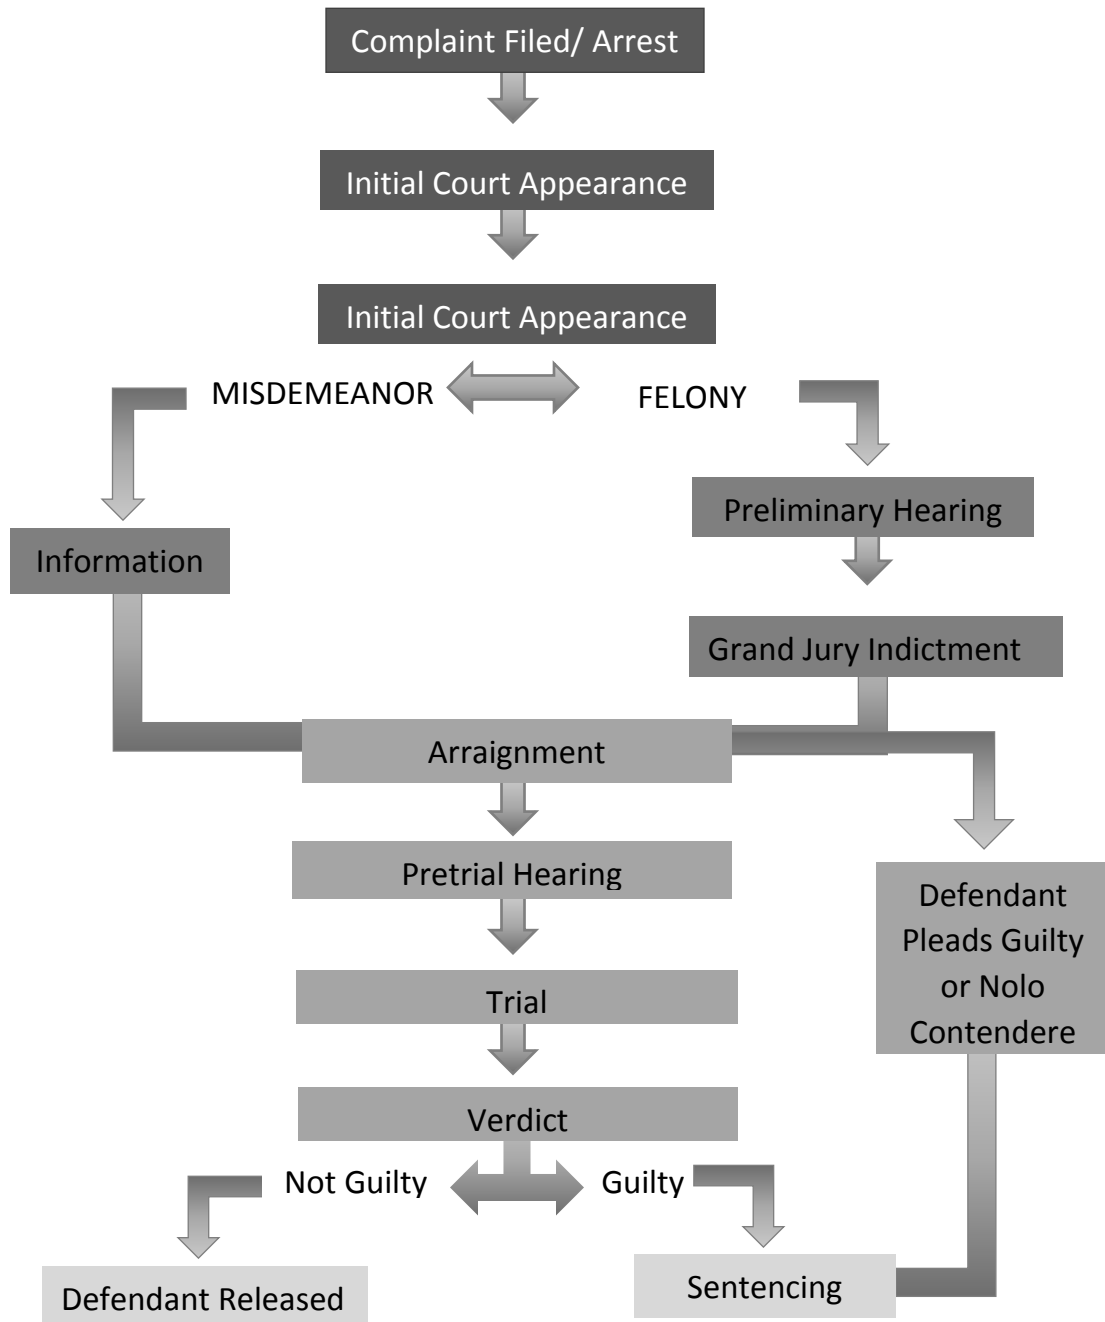 Complaint Filed/ Arrest
Initial Court Appearance
Initial Court Appearance
MISDEMEANOR
FELONY
Preliminary Hearing
Information
Grand Jury Indictment
Arraignment
Pretrial Hearing
Defendant
Pleads Guilty
or Nolo
Contendere
Trial
Verdict
Not Guilty
Guilty
Sentencing
Defendant Released